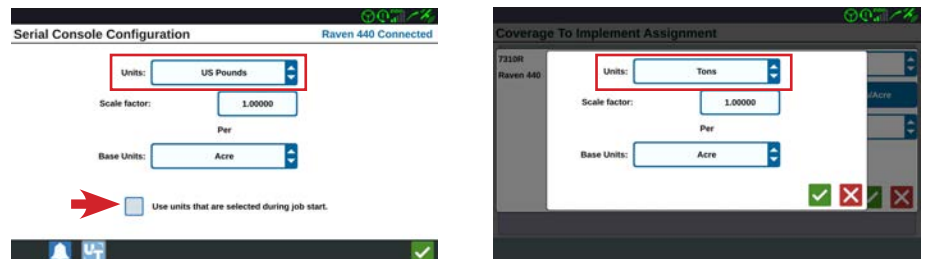 Serial Console Configuration
Raven 440 Connected
Units:
US Pounds
Scale factor:
1.00000
Per
Base Units:
Acre
Use units that are selected during job start.
UT
Coverage To Implement Assignment
7310R
Raven 440
/Acre
Units:
Tons
Scale factor:
1.00000
Per
Base Units:
Acre